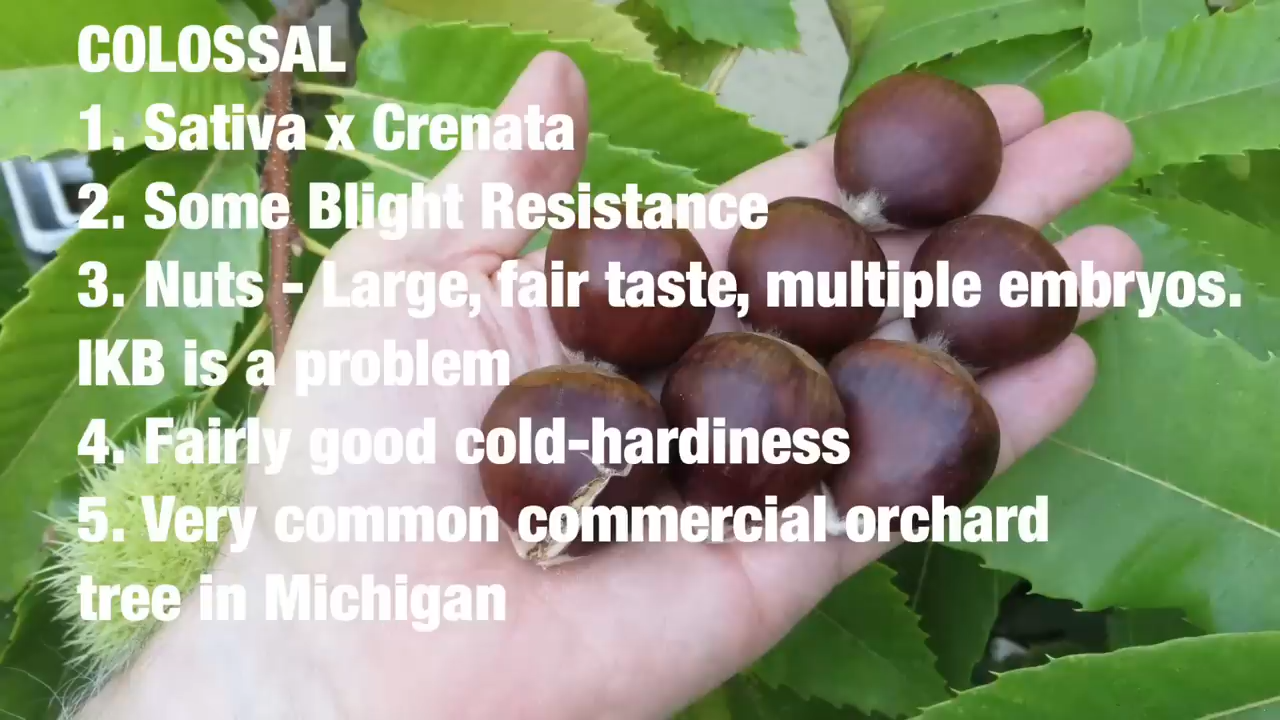 COLOSSAL
1. Sativa x Crenata
2. Some Blight Resistance
3. Nuts - Large, fair taste, multiple embryos.
IKB is a problem
4. Fairly good cold-hardiness
5. Very common commercial orchard
tree in Michigan